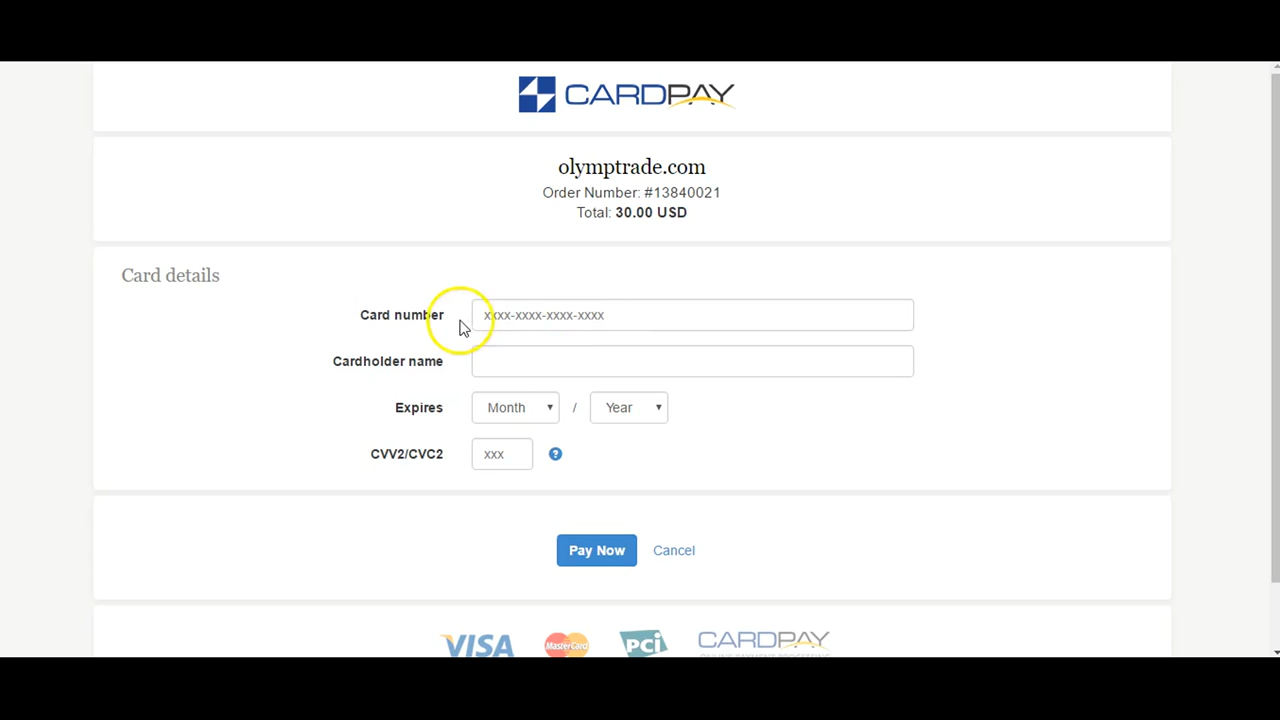 CARDPAY
olymptrade.com
Order Number: #13840021
Total: 30.00 USD
Card details
Card number xxxx-xxxx-xxxx-xxxx
Cardholder name
Expires Month / Year
CVV2/CVC2 xxx ?
Pay Now Cancel
VISA MasterCard PCi CARDPAY